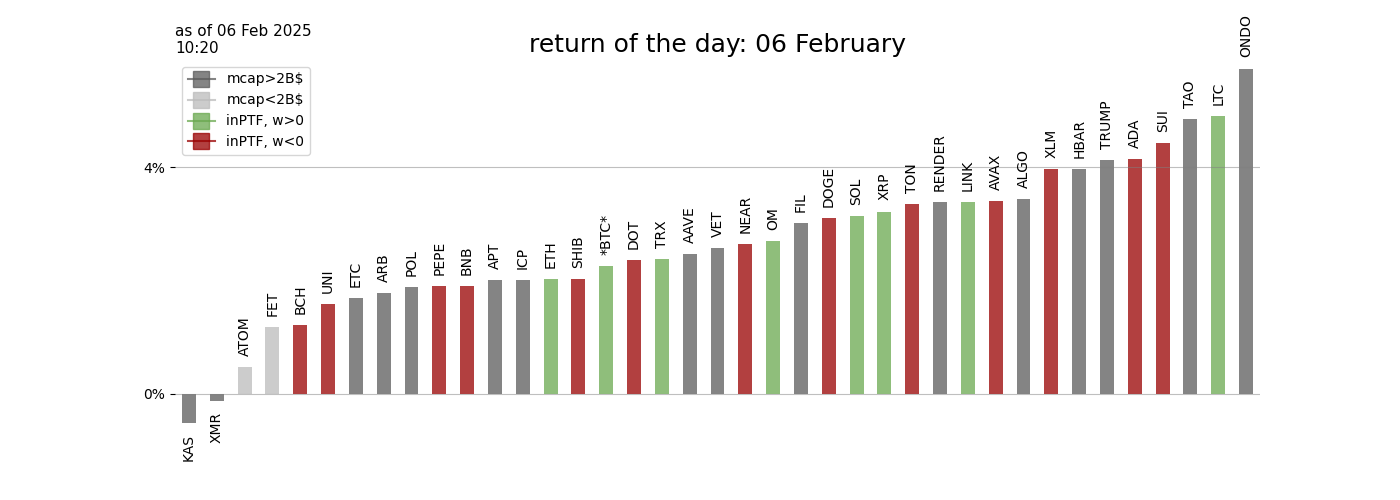 as of 06 Feb 2025
10:20
return of the day: 06 February
mcap>2B$
mcap<2B$
inPTF, w>0
inPTF, w<0
4%
0%
KAS
XMR
ATOM
FET
BCH
UNI
ETC
ARB
POL
PEPE
BNB
APT
ICP
ETH
SHIB
*BTC*
DOT
TRX
AAVE
VET
NEAR
OM
FIL
DOGE
SOL
XRP
TON
RENDER
LINK
AVAX
ALGO
XLM
HBAR
TRUMP
ADA
SUI
TAO
LTC
ONDO